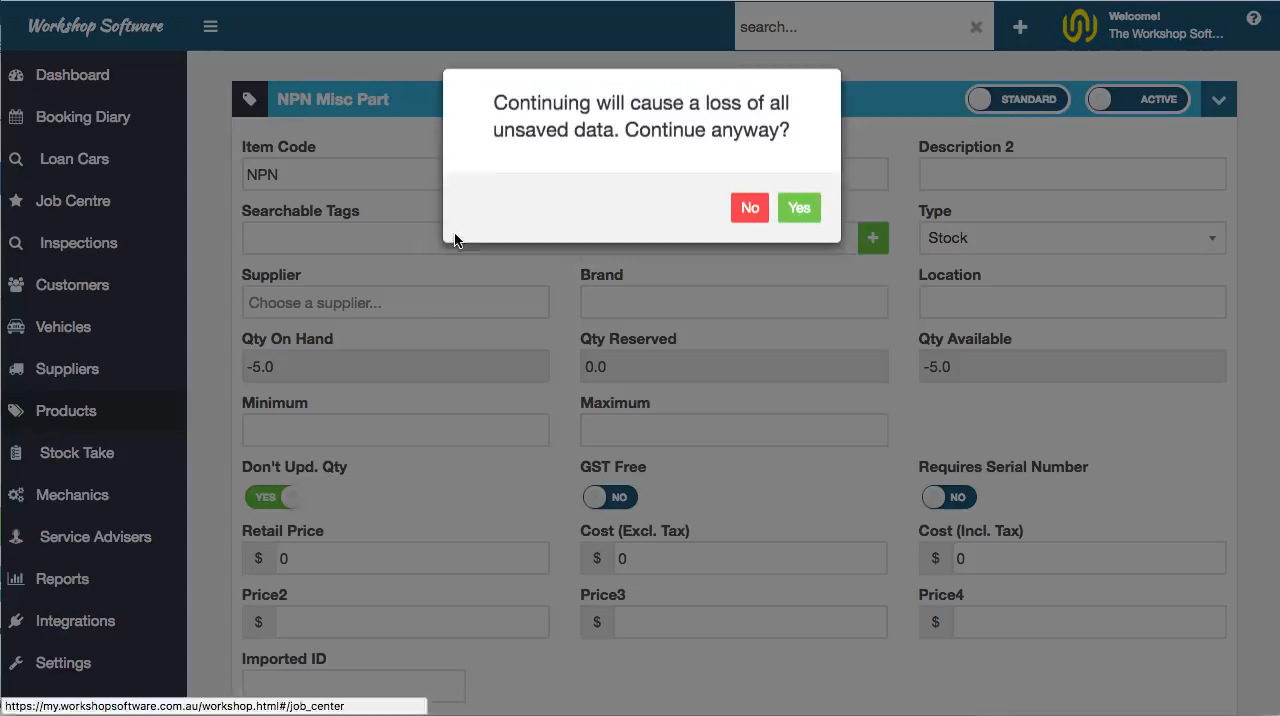 Workshop Software
search...
Welcome!
The Workshop Soft...
Dashboard
Booking Diary
Loan Cars
Job Centre
Inspections
Customers
Vehicles
Suppliers
Products
Stock Take
Mechanics
Service Advisers
Reports
Integrations
Settings
NPN Misc Part
STANDARD
ACTIVE
Continuing will cause a loss of all
unsaved data. Continue anyway?
No
Yes
Item Code
NPN
Description 2
Searchable Tags
Type
Stock
Supplier
Choose a supplier...
Brand
Location
Qty On Hand
-5.0
Qty Reserved
0.0
Qty Available
-5.0
Minimum
Maximum
Don't Upd. Qty
YES
GST Free
NO
Requires Serial Number
NO
Retail Price
$ 0
Cost (Excl. Tax)
$ 0
Cost (Incl. Tax)
$ 0
Price2
$
Price3
$
Price4
$
Imported ID
https://my.workshopsoftware.com.au/workshop.html#/job_center